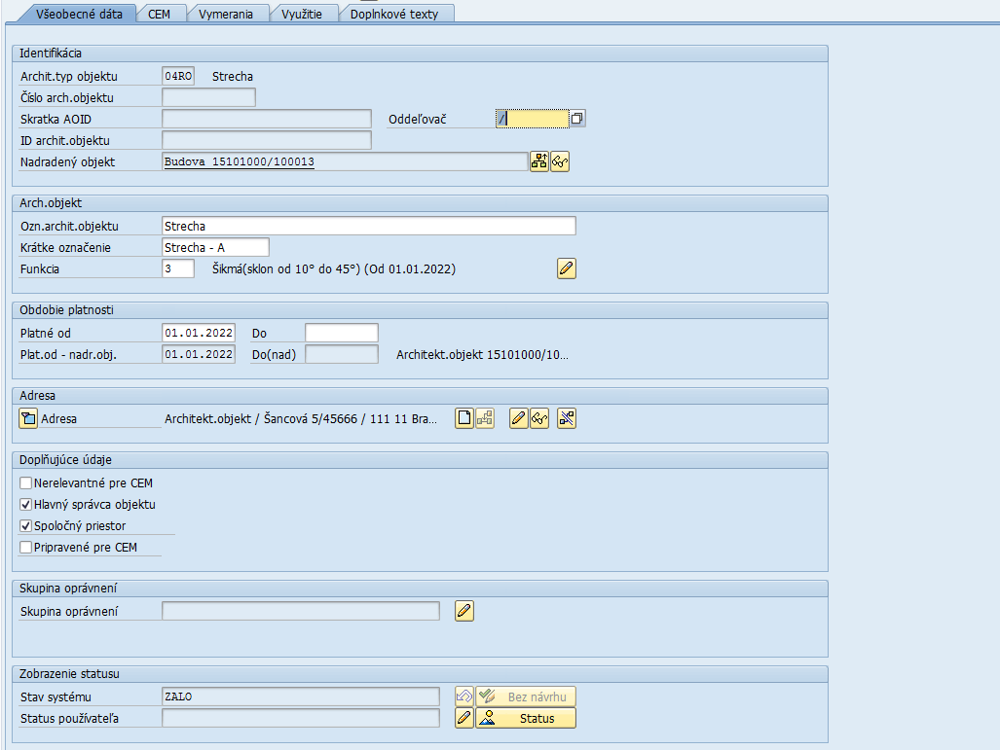 Všeobecné dáta CEM Vymerania Využitie Doplnkové texty
Identifikácia
Archit.typ objektu 04RO Strecha
Číslo arch.objektu
Skratka AOID Oddeľovač /
ID archit.objektu
Nadradený objekt Budova 15101000/100013
Arch.objekt
Ozn.archit.objektu Strecha
Krátke označenie Strecha - A
Funkcia 3 Šikmá(sklon od 10° do 45°) (Od 01.01.2022)
Obdobie platnosti
Platné od 01.01.2022 Do
Plat.od - nadr.obj. 01.01.2022 Do(nad) Architekt.objekt 15101000/10...
Adresa
Adresa Architekt.objekt / Šancová 5/45666 / 111 11 Bra...
Doplňujúce údaje
Nerelevantné pre CEM
Hlavný správca objektu
Spoločný priestor
Pripravené pre CEM
Skupina oprávnení
Skupina oprávnení
Zobrazenie statusu
Stav systému ZALO Bez návrhu
Status používateľa Status